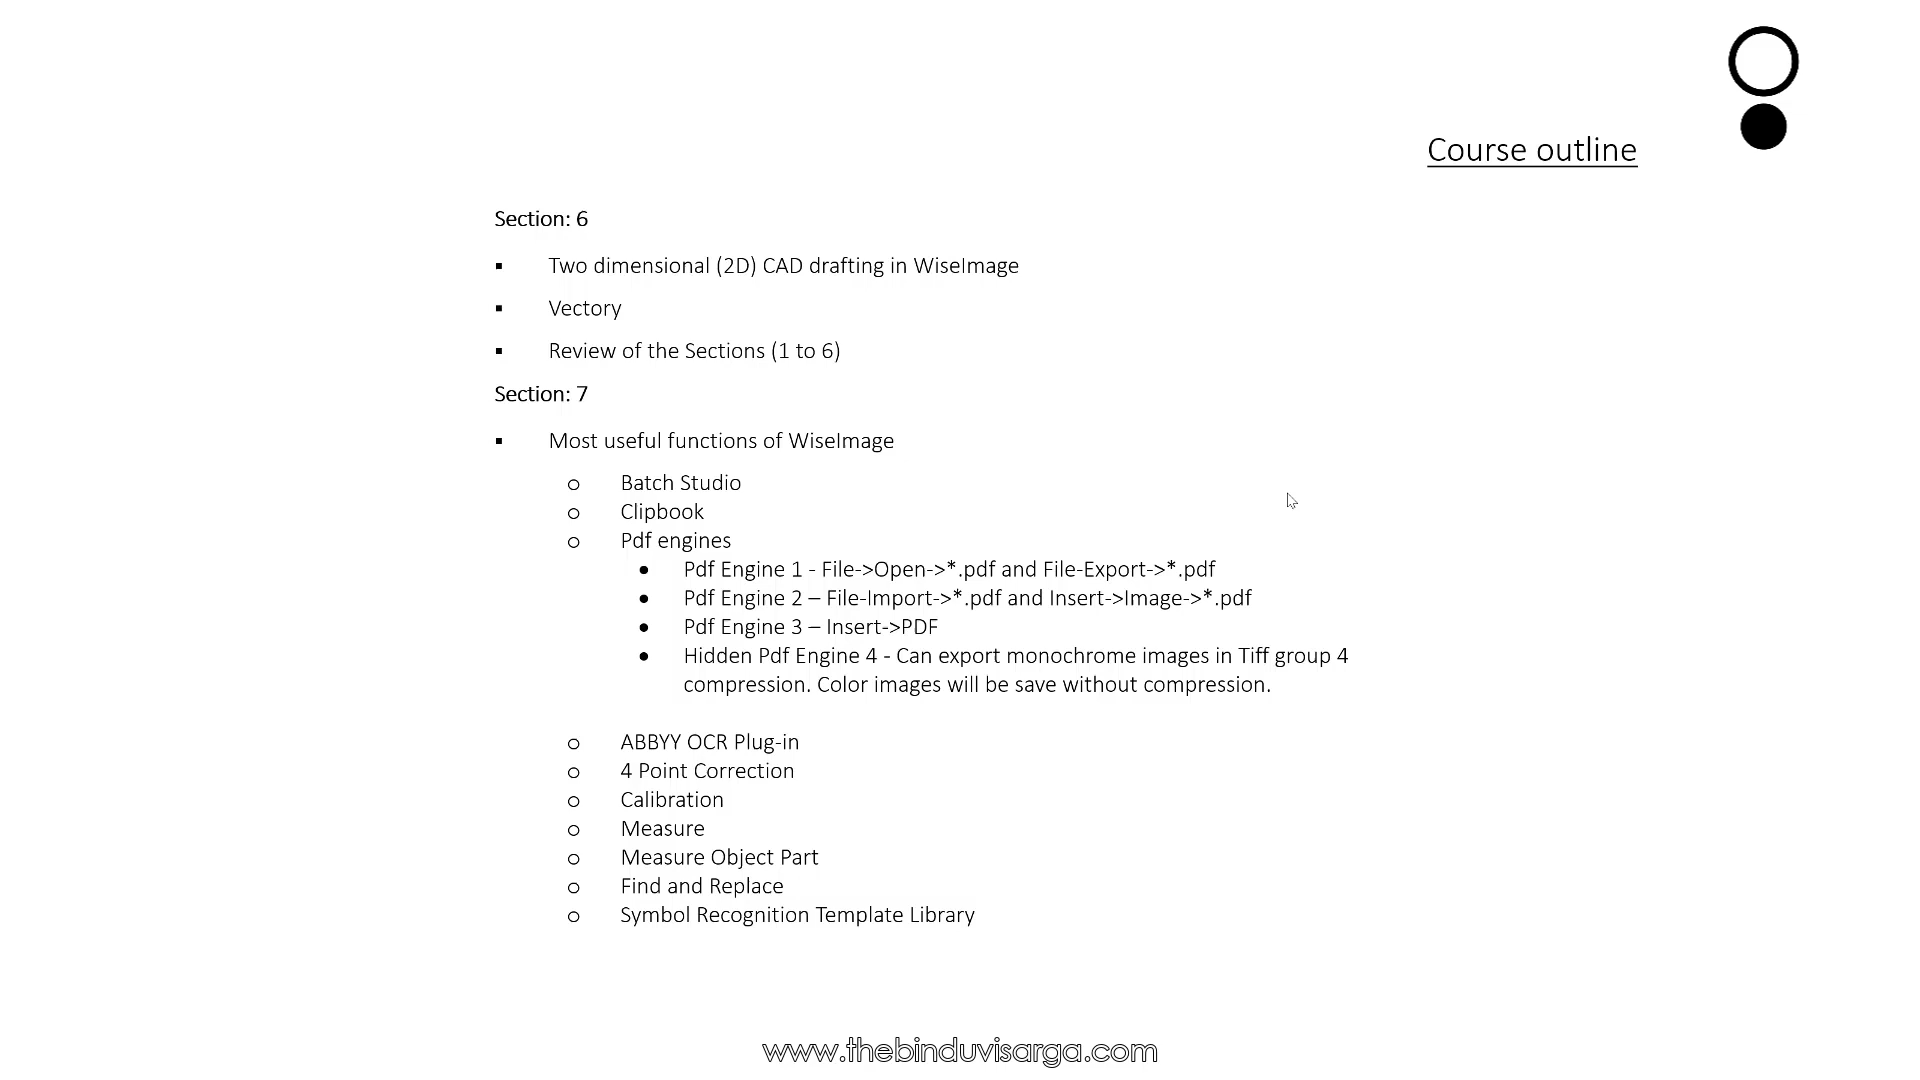 Course outline
Section: 6
▪ Two dimensional (2D) CAD drafting in WiseImage
▪ Vectory
▪ Review of the Sections (1 to 6)
Section: 7
▪ Most useful functions of WiseImage
o Batch Studio
o Clipbook
o Pdf engines
• Pdf Engine 1 - File->Open->*.pdf and File-Export->*.pdf
• Pdf Engine 2 – File-Import->*.pdf and Insert->Image->*.pdf
• Pdf Engine 3 – Insert->PDF
• Hidden Pdf Engine 4 - Can export monochrome images in Tiff group 4
compression. Color images will be save without compression.
o ABBYY OCR Plug-in
o 4 Point Correction
o Calibration
o Measure
o Measure Object Part
o Find and Replace
o Symbol Recognition Template Library
www.thebinduvisarga.com